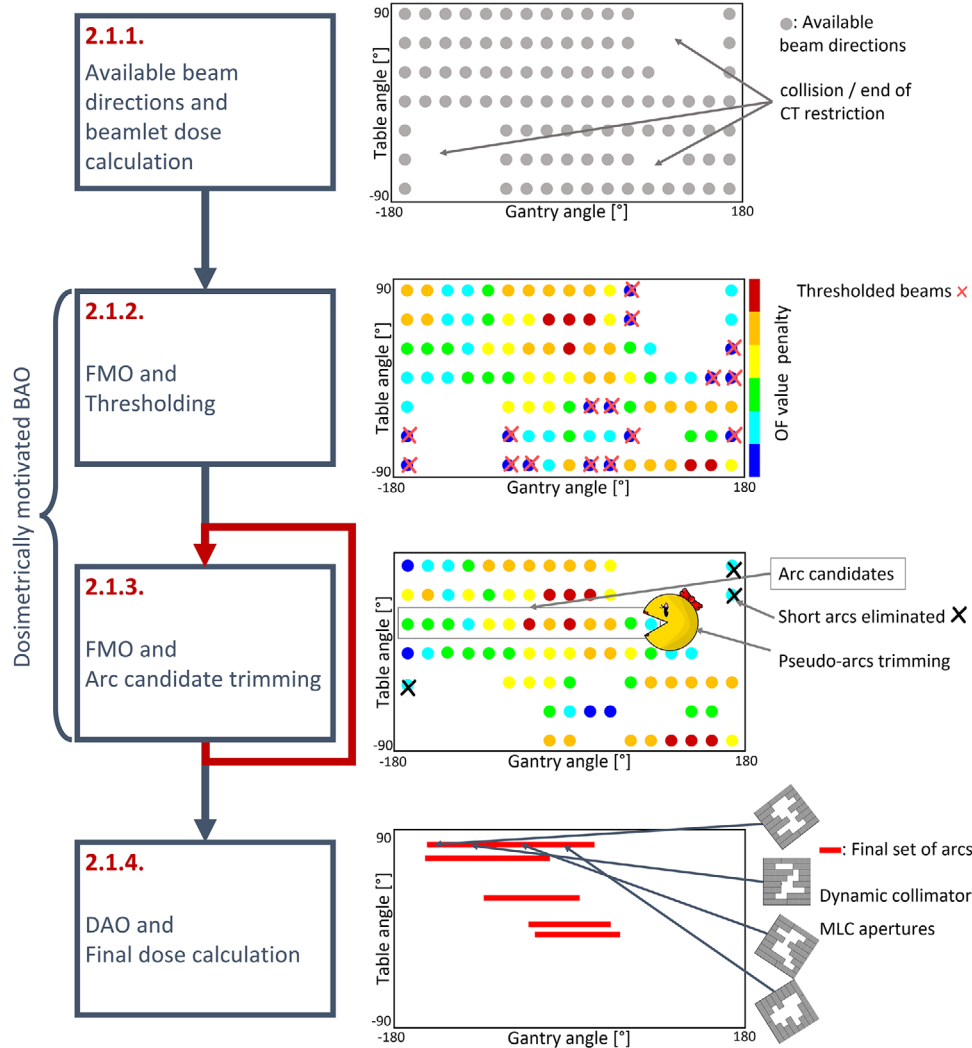 2.1.1.
Available beam
directions and
beamlet dose
calculation
90
Table angle [°]
-90
-180
Gantry angle [°]
180
: Available
beam directions
collision / end of
CT restriction
Dosimetrically motivated BAO
2.1.2.
FMO and
Thresholding
90
Table angle [°]
-90
-180
Gantry angle [°]
180
OF value penalty
Thresholded beams
2.1.3.
FMO and
Arc candidate trimming
Table angle [°]
-90
-180
Gantry angle [°]
180
Arc candidates
Short arcs eliminated
Pseudo-arcs trimming
2.1.4.
DAO and
Final dose calculation
90
Table angle [°]
-90
-180
Gantry angle [°]
180
: Final set of arcs
Dynamic collimator
MLC apertures